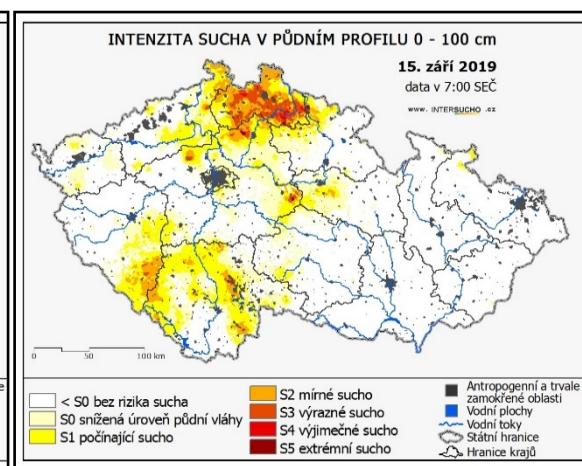 INTENZITA SUCHA V PŮDNÍM PROFILU 0 - 100 cm
15. září 2019
data v 7:00 SEČ
www. INTERSUCHO .cz
0 50 100 km
< S0 bez rizika sucha
S0 snížená úroveň půdní vláhy
S1 počínající sucho
S2 mírné sucho
S3 výrazné sucho
S4 výjimečné sucho
S5 extrémní sucho
Antropogenní a trvale
zamokřené oblasti
Vodní plochy
Vodní toky
Státní hranice
Hranice krajů
e